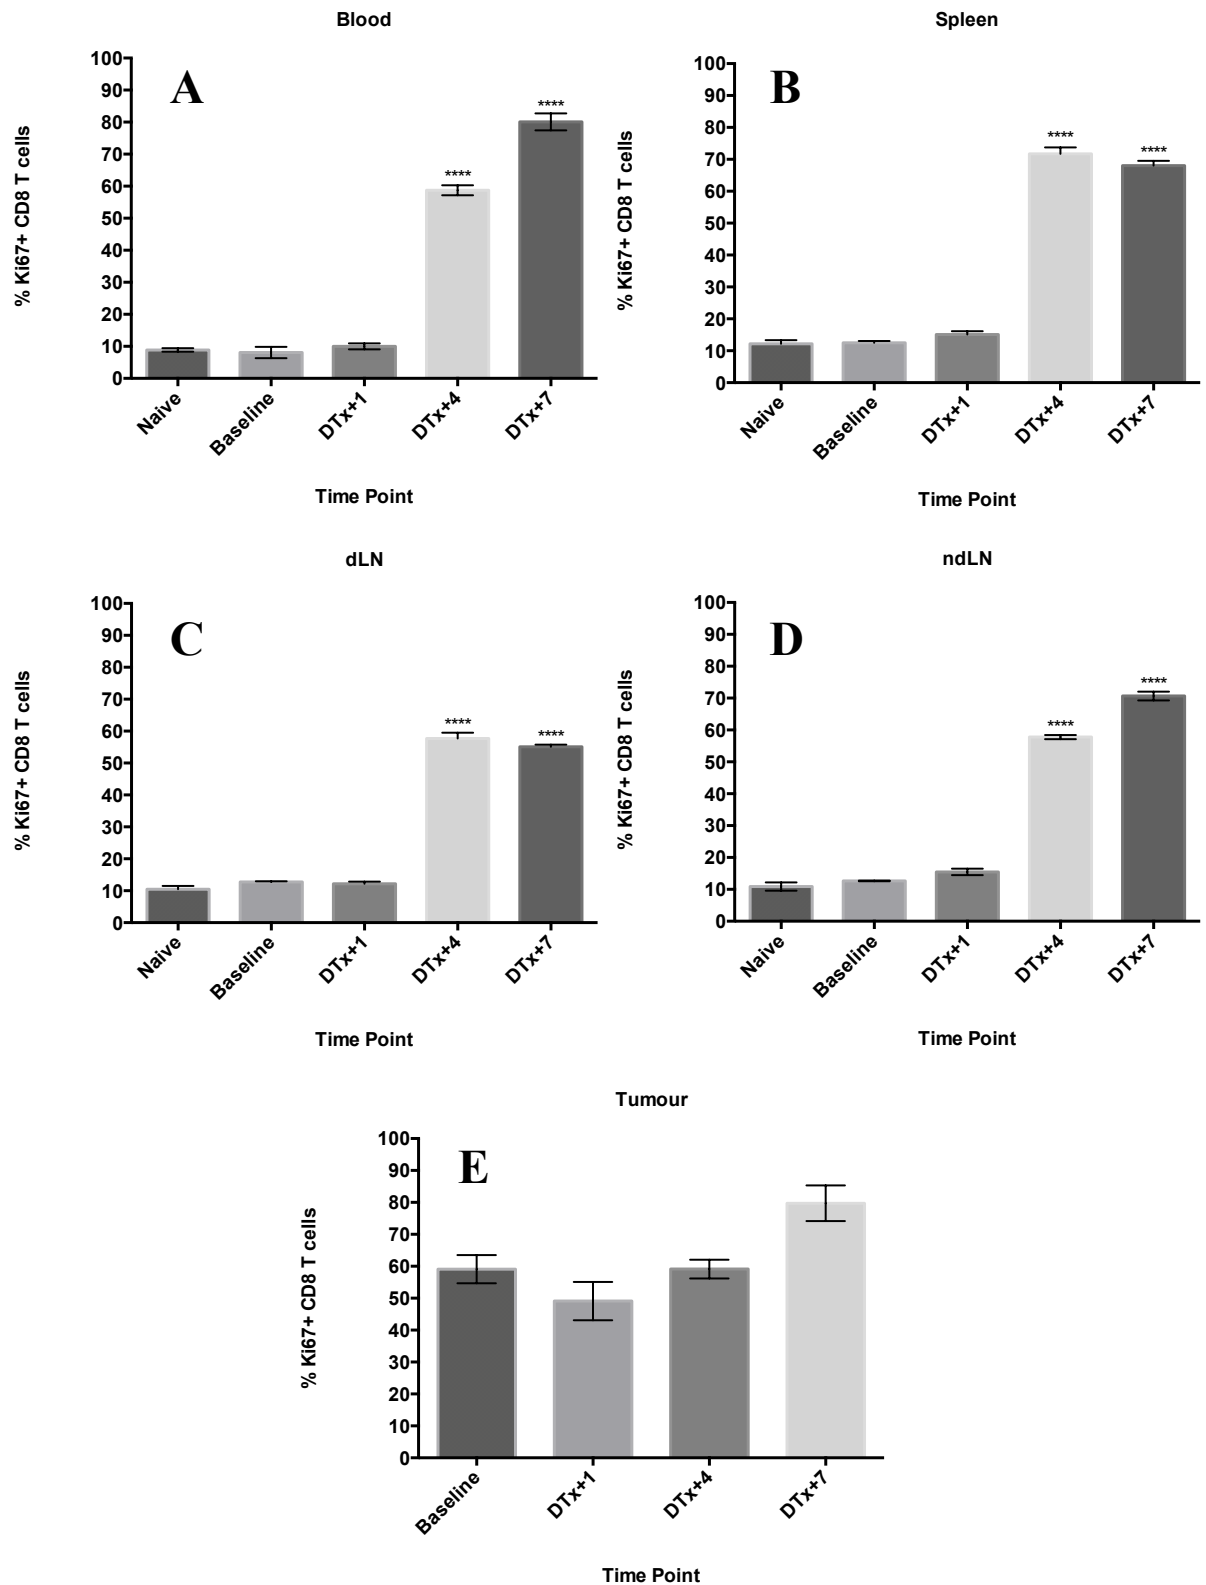 Blood
A
% Ki67+ CD8 T cells
100
90
80
70
60
50
40
30
20
10
0
****
****
Naive
Baseline
DTx+1
DTx+4
DTx+7
Time Point
Spleen
B
% Ki67+ CD8 T cells
100
90
80
70
60
50
40
30
20
10
0
****
****
Naive
Baseline
DTx+1
DTx+4
DTx+7
Time Point
dLN
C
% Ki67+ CD8 T cells
100
90
80
70
60
50
40
30
20
10
0
****
****
Naive
Baseline
DTx+1
DTx+4
DTx+7
Time Point
ndLN
D
% Ki67+ CD8 T cells
100
90
80
70
60
50
40
30
20
10
0
****
****
Naive
Baseline
DTx+1
DTx+4
DTx+7
Time Point
Tumour
E
% Ki67+ CD8 T cells
100
90
80
70
60
50
40
30
20
10
0
Baseline
DTx+1
DTx+4
DTx+7
Time Point